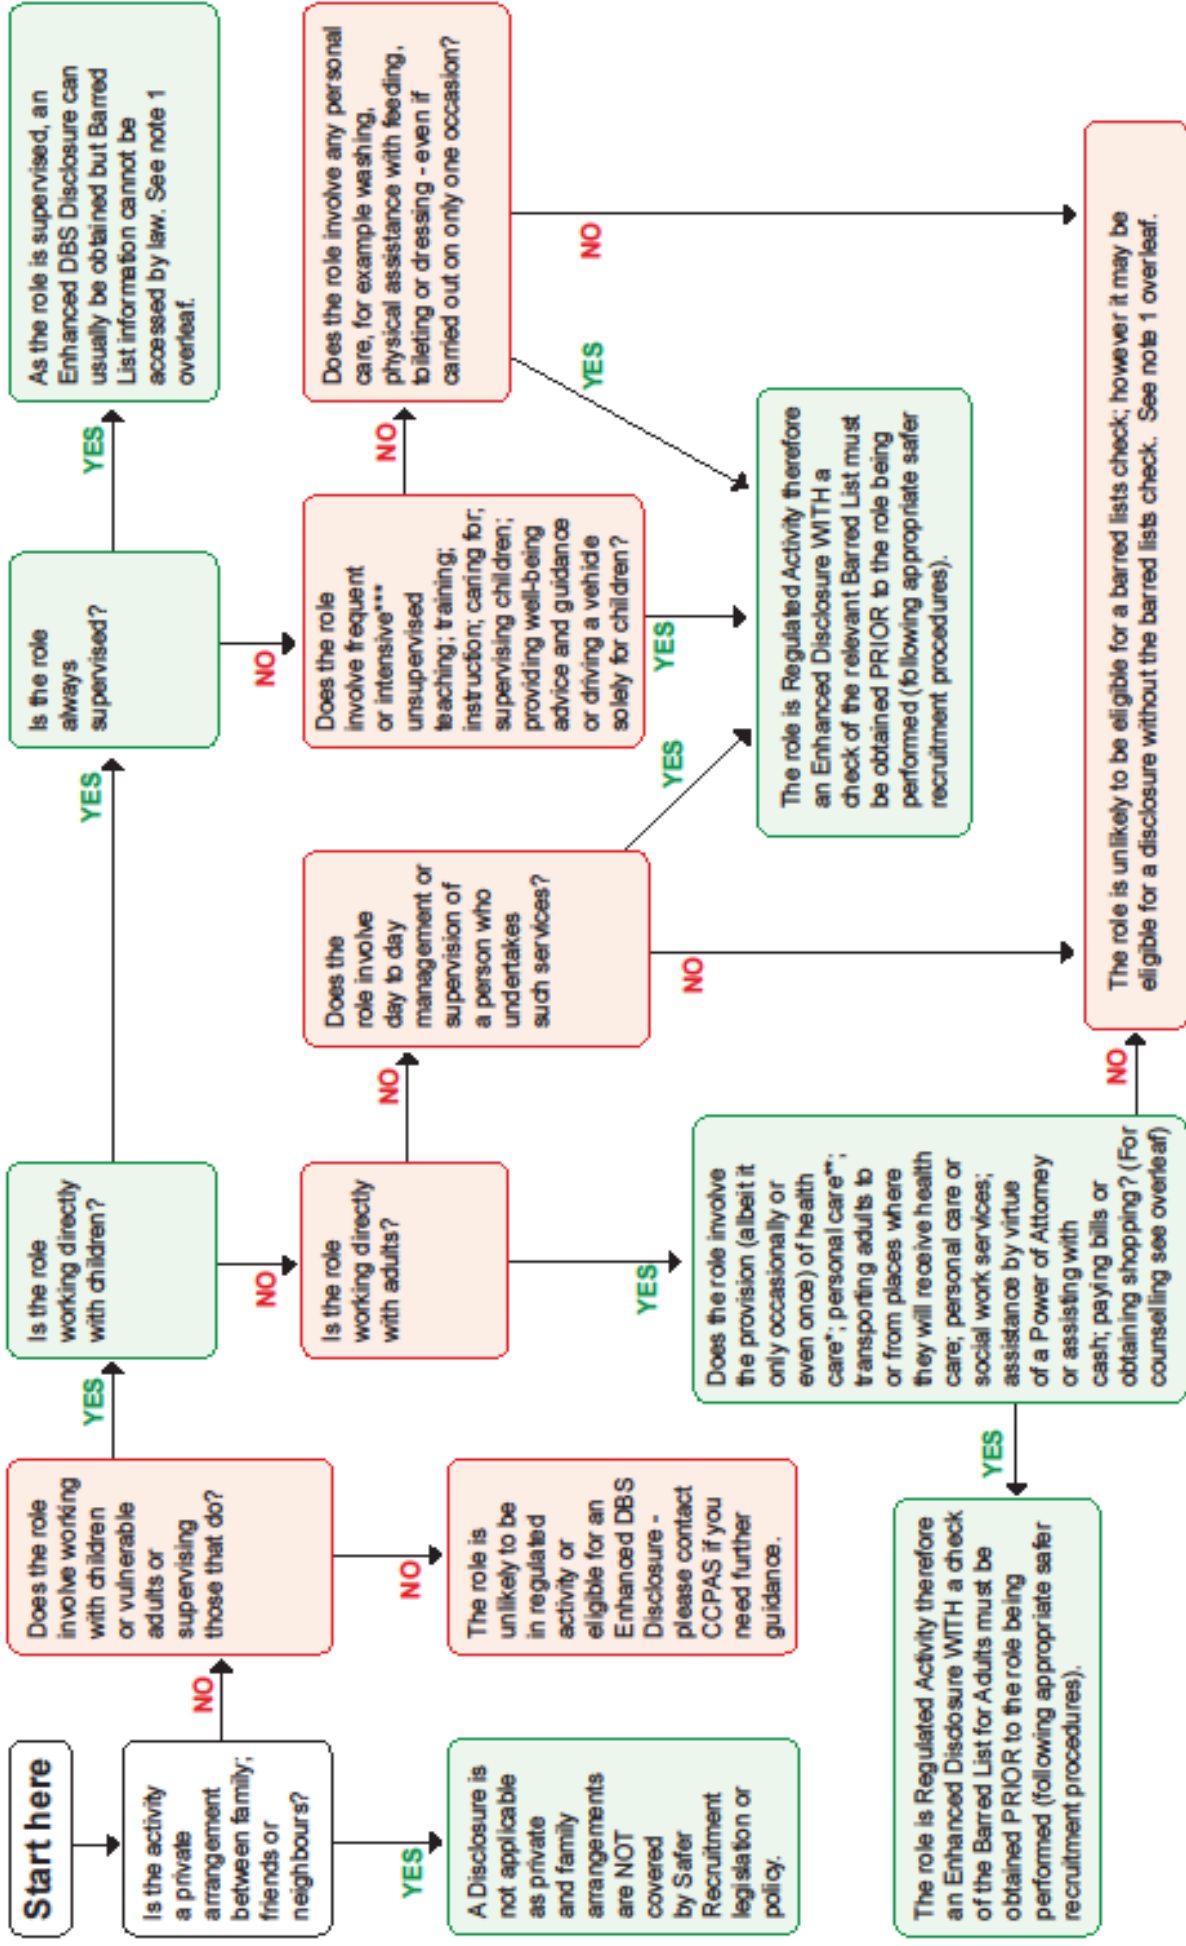 Start here
Is the activity
a private
arrangement
between family;
friends or
neighbours?
YES
A Disclosure is
not applicable
as private
and family
arrangements
are NOT
covered
by Safer
Recruitment
legislation or
policy.
NO
Does the role
involve working
with children
or vulnerable
adults or
supervising
those that do?
NO
The role is
unlikely to be
in regulated
activity or
eligible for an
Enhanced DBS
Disclosure -
please contact
CCPAS if you
need further
guidance.
YES
Is the role
working directly
with children?
YES
Is the role
always
supervised?
YES
As the role is supervised, an
Enhanced DBS Disclosure can
usually be obtained but Barred
List information cannot be
accessed by law. See note 1
overleaf.
NO
Is the role
working directly
with adults?
NO
Does the
role involve
day to day
management or
supervision of
a person who
undertakes
such services?
NO
Does the role
involve frequent
or intensive***
unsupervised
teaching; training;
instruction; caring for;
supervising children;
providing well-being
advice and guidance
or driving a vehicle
solely for children?
NO
Does the role involve any personal
care, for example washing,
physical assistance with feeding,
toileting or dressing - even if
carried out on only one occasion?
YES
YES
YES
The role is Regulated Activity therefore
an Enhanced Disclosure WITH a
check of the relevant Barred List must
be obtained PRIOR to the role being
performed (following appropriate safer
recruitment procedures).
NO
NO
YES
Does the role involve
the provision (albeit it
only occasionally or
even once) of health
care*; personal care**;
transporting adults to
or from places where
they will receive health
care; personal care or
social work services;
assistance by virtue
of a Power of Attorney
or assisting with
cash; paying bills or
obtaining shopping? (For
counselling see overleaf)
YES
The role is Regulated Activity therefore
an Enhanced Disclosure WITH a check
of the Barred List for Adults must be
obtained PRIOR to the role being
performed (following appropriate safer
recruitment procedures).
NO
The role is unlikely to be eligible for a barred lists check; however it may be
eligible for a disclosure without the barred lists check. See note 1 overleaf.